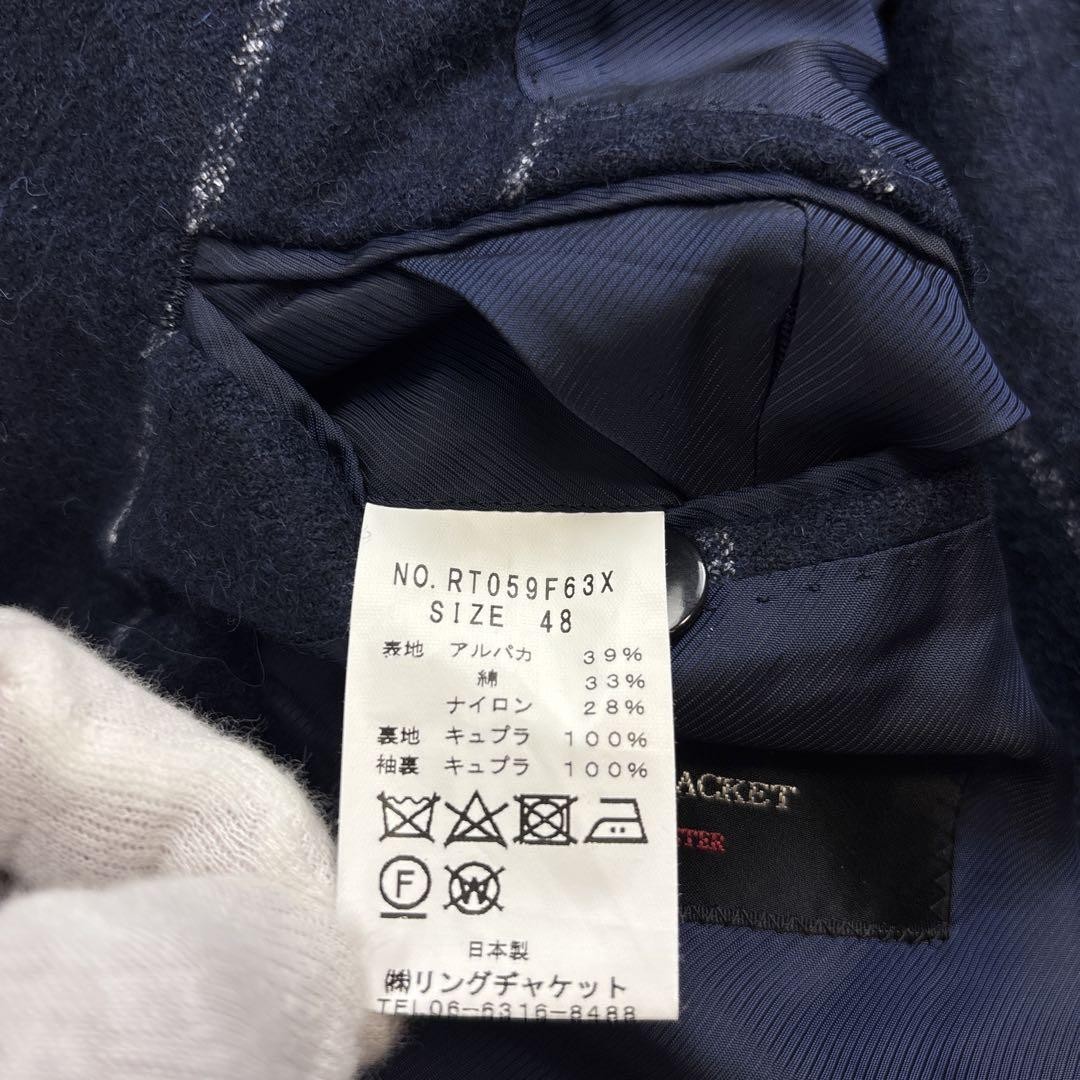 NO. RT059F63X
SIZE 48
表地 アルパカ 39%
綿 33%
ナイロン 28%
裏地 キュプラ 100%
袖裏 キュプラ 100%
F W
日本製
㈱リングヂャケット
TEL06-6316-8488
ACKET